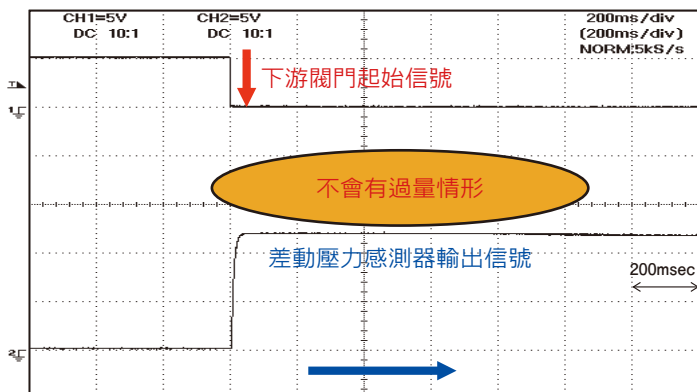 CH1=5V CH2=5V 200ms/div
DC 10:1 DC 10:1 (200ms/div)
NORM:5kS/s
下游閥門起始信號
T
1
不會有過量情形
差動壓力感測器輸出信號
200msec
2